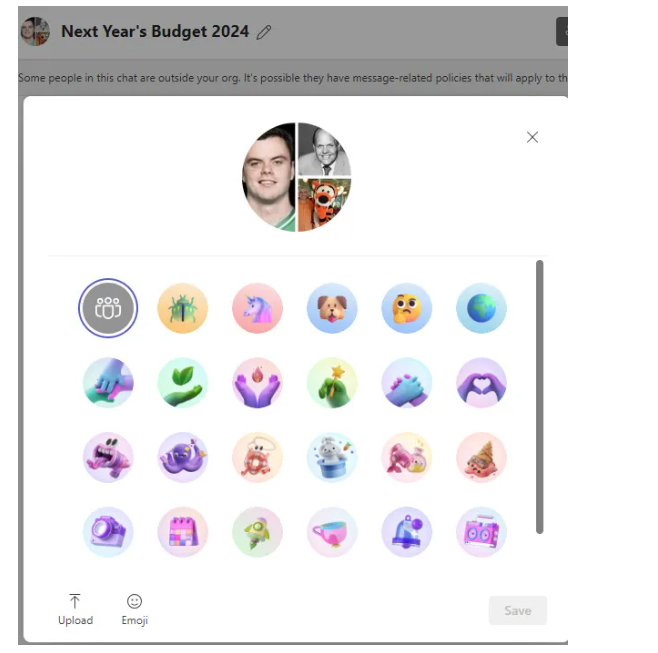 Next Year's Budget 2024
Some people in this chat are outside your org. It's possible they have message-related policies that will apply to th
Upload
Emoji
Save